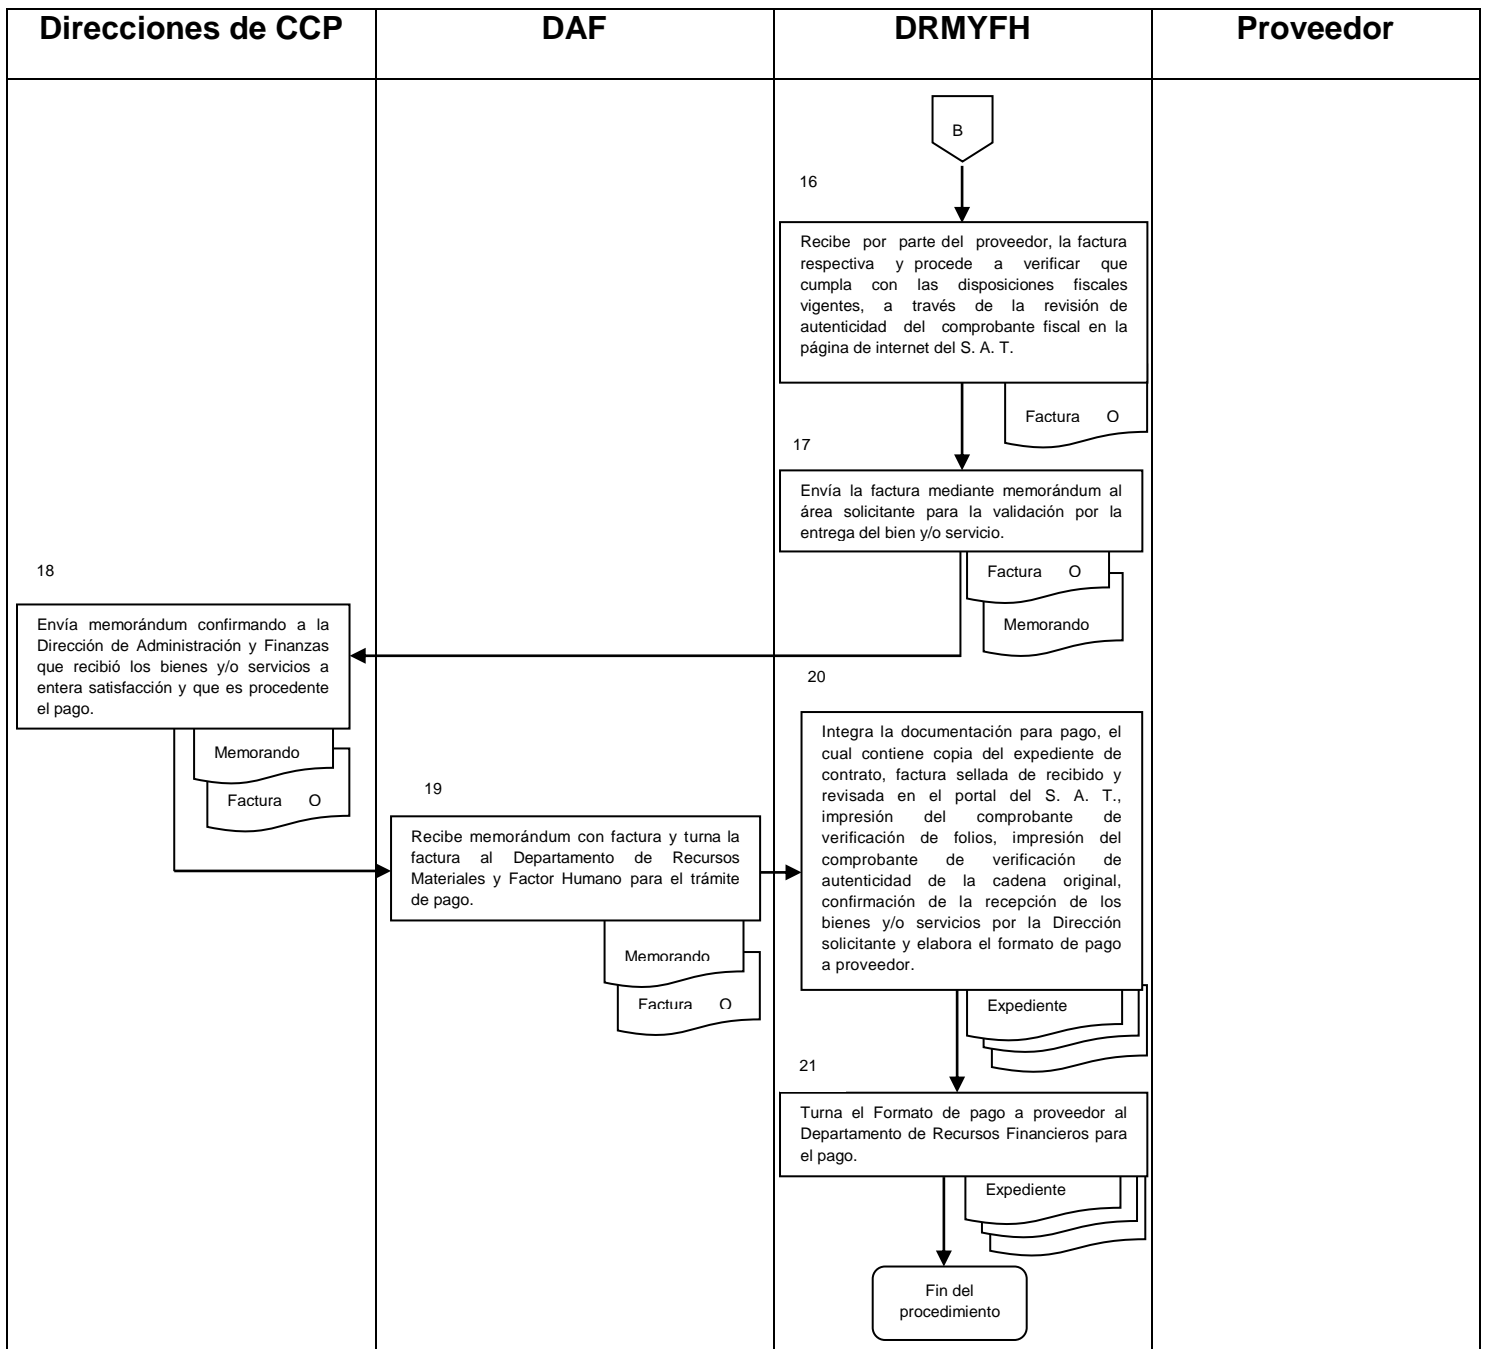 Direcciones de CCP
DAF
DRMYFH
Proveedor
B
16
Recibe por parte del proveedor, la factura
respectiva y procede a verificar que
cumpla con las disposiciones fiscales
vigentes, a través de la revisión de
autenticidad del comprobante fiscal en la
página de internet del S. A. T.
Factura O
17
Envía la factura mediante memorándum al
área solicitante para la validación por la
entrega del bien y/o servicio.
Factura O
Memorando
18
Envía memorándum confirmando a la
Dirección de Administración y Finanzas
que recibió los bienes y/o servicios a
entera satisfacción y que es procedente
el pago.
Memorando
Factura O
19
Recibe memorándum con factura y turna la
factura al Departamento de Recursos
Materiales y Factor Humano para el trámite
de pago.
Memorando
Factura O
20
Integra la documentación para pago, el
cual contiene copia del expediente de
contrato, factura sellada de recibido y
revisada en el portal del S. A. T.,
impresión del comprobante de
verificación de folios, impresión del
comprobante de verificación de
autenticidad de la cadena original,
confirmación de la recepción de los
bienes y/o servicios por la Dirección
solicitante y elabora el formato de pago
a proveedor.
Expediente
21
Turna el Formato de pago a proveedor al
Departamento de Recursos Financieros para
el pago.
Expediente
Fin del
procedimiento